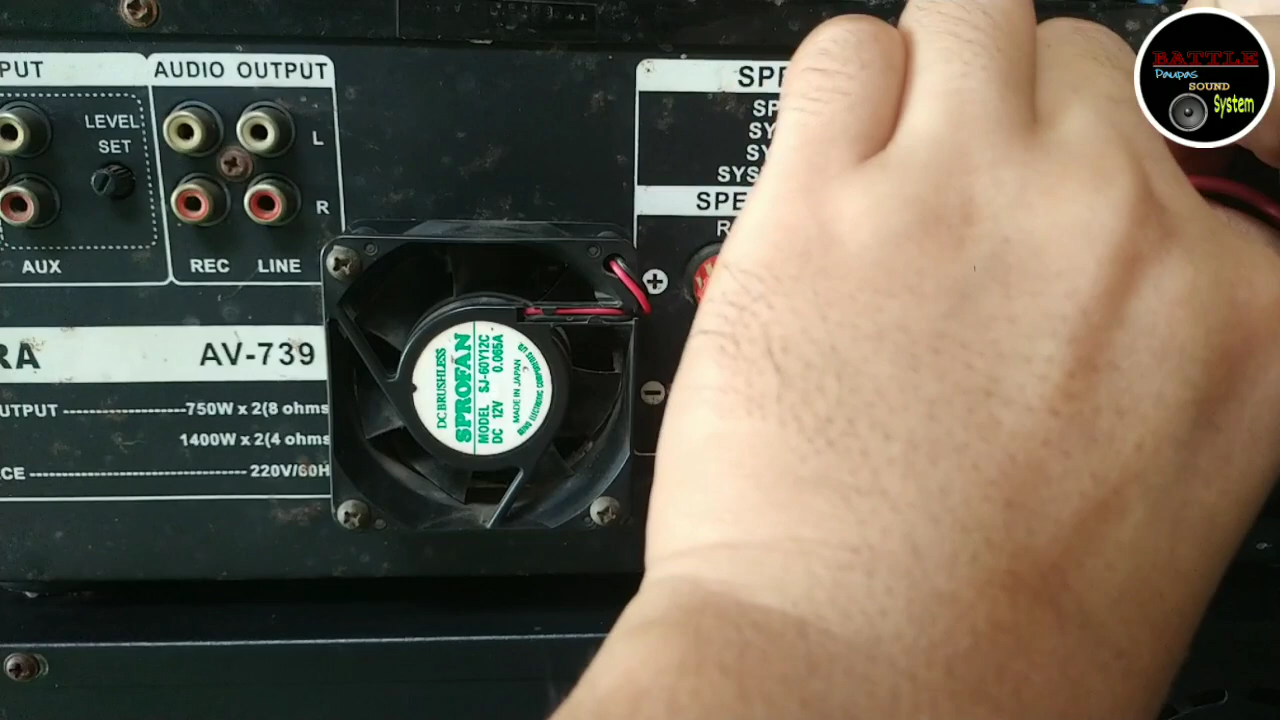 PUT
AUDIO OUTPUT
LEVEL
SET
L
R
AUX
REC
LINE
RA
AV-739
UTPUT ---------------------750W x 2(8 ohms
1400W x 2(4 ohms
CE ------------------------------------ 220V/60H
SP
SY
SY
SYS
SPE
R
+
-
DC BRUSHLESS
SPROFAN
MODEL SJ-60Y12C
DC 12V 0.065A
MADE IN JAPAN
BATTLE
Paupas
SOUND
System